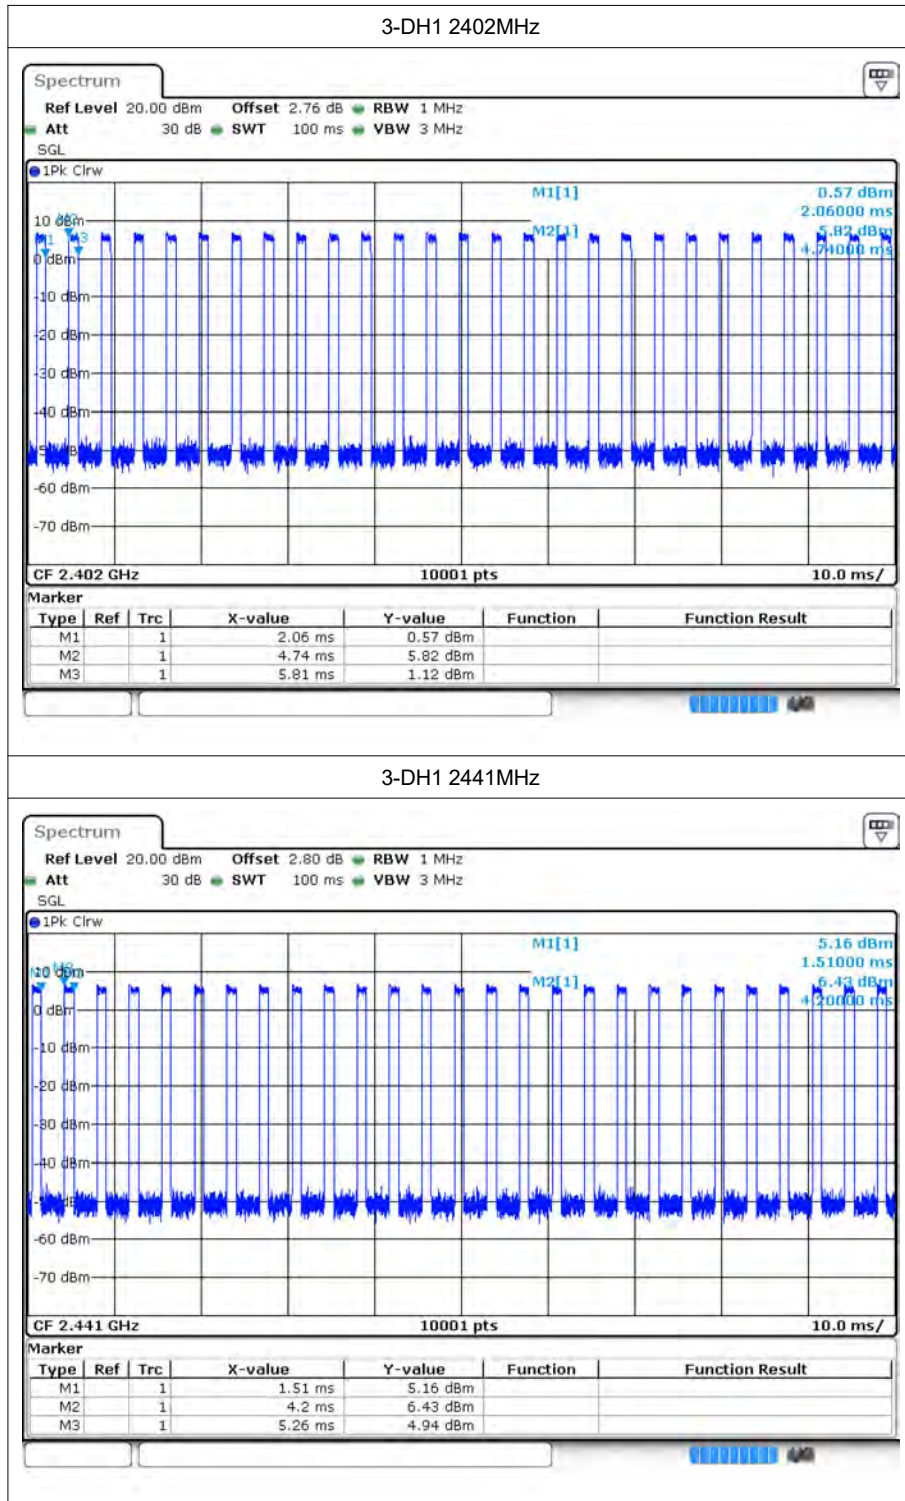 3-DH1 2402MHz
Spectrum
Ref Level 20.00 dBm Offset 2.76 dB RBW 1 MHz
Att 30 dB SWT 100 ms VBW 3 MHz
SGL
1Pk Clrw
M1[1] 0.57 dBm
2.06000 ms
10 dBm
M2[1] 5.82 dBm
4.74000 ms
0 dBm
-10 dBm
-20 dBm
-30 dBm
-40 dBm
-60 dBm
-70 dBm
CF 2.402 GHz 10001 pts 10.0 ms/
Marker
Type Ref Trc X-value Y-value Function Function Result
M1 1 2.06 ms 0.57 dBm
M2 1 4.74 ms 5.82 dBm
M3 1 5.81 ms 1.12 dBm
3-DH1 2441MHz
Spectrum
Ref Level 20.00 dBm Offset 2.80 dB RBW 1 MHz
Att 30 dB SWT 100 ms VBW 3 MHz
SGL
1Pk Clrw
M1[1] 5.16 dBm
1.51000 ms
10 dBm
M2[1] 6.43 dBm
4.20000 ms
0 dBm
-10 dBm
-20 dBm
-30 dBm
-40 dBm
-60 dBm
-70 dBm
CF 2.441 GHz 10001 pts 10.0 ms/
Marker
Type Ref Trc X-value Y-value Function Function Result
M1 1 1.51 ms 5.16 dBm
M2 1 4.2 ms 6.43 dBm
M3 1 5.26 ms 4.94 dBm